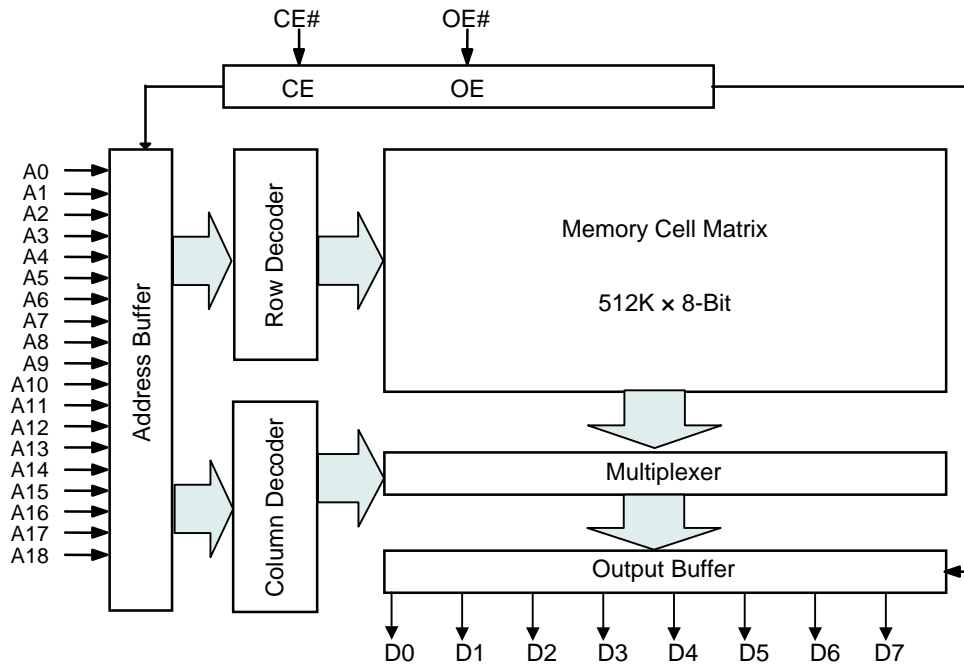 CE#
OE#
CE
OE
A0
A1
A2
A3
A4
A5
A6
A7
A8
A9
A10
A11
A12
A13
A14
A15
A16
A17
A18
Address Buffer
Row Decoder
Column Decoder
Memory Cell Matrix
512K × 8-Bit
Multiplexer
Output Buffer
D0 D1 D2 D3 D4 D5 D6 D7